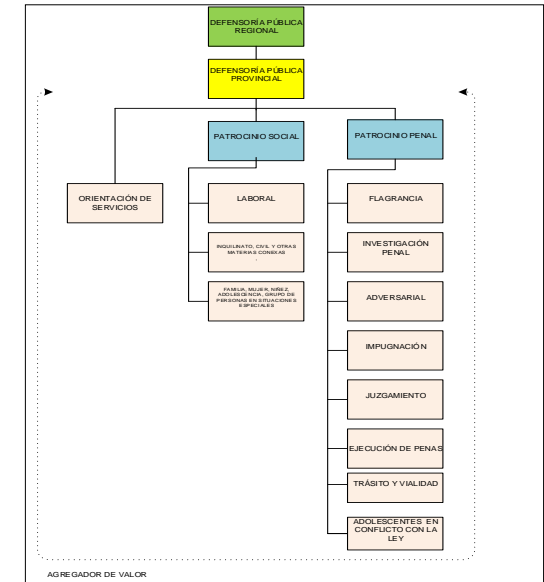 DEFENSORÍA PÚBLICA
REGIONAL
DEFENSORÍA PÚBLICA
PROVINCIAL
PATROCINIO SOCIAL
PATROCINIO PENAL
ORIENTACIÓN DE
SERVICIOS
LABORAL
INQUILINATO, CIVIL Y OTRAS
MATERIAS CONEXAS
.
FAMILIA, MUJER, NIÑEZ,
ADOLESCENCIA, GRUPO DE
PERSONAS EN SITUACIONES
ESPECIALES
FLAGRANCIA
INVESTIGACIÓN
PENAL
ADVERSARIAL
IMPUGNACIÓN
JUZGAMIENTO
EJECUCIÓN DE PENAS
TRÁSITO Y VIALIDAD
ADOLESCENTES EN
CONFLICTO CON LA
LEY
AGREGADOR DE VALOR